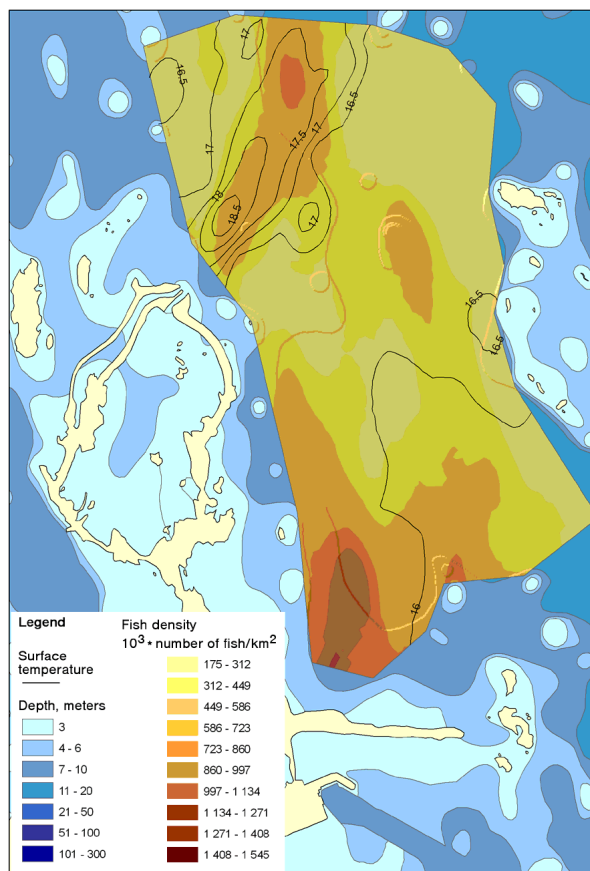 17
16.5
16.5
17
17.5
17
18
18.5
17
16.5
16.5
16
Legend
Surface
temperature
Depth, meters
3
4 - 6
7 - 10
11 - 20
21 - 50
51 - 100
101 - 300
Fish density
10³ * number of fish/km²
175 - 312
312 - 449
449 - 586
586 - 723
723 - 860
860 - 997
997 - 1 134
1 134 - 1 271
1 271 - 1 408
1 408 - 1 545